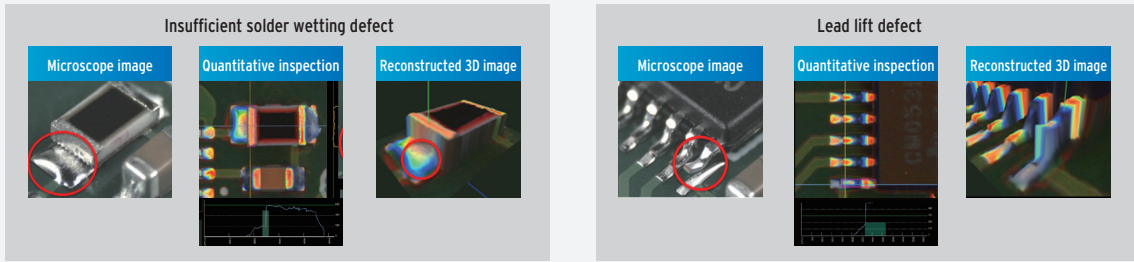 Insufficient solder wetting defect
Microscope image
Quantitative inspection
Reconstructed 3D image
Lead lift defect
Microscope image
Quantitative inspection
Reconstructed 3D image